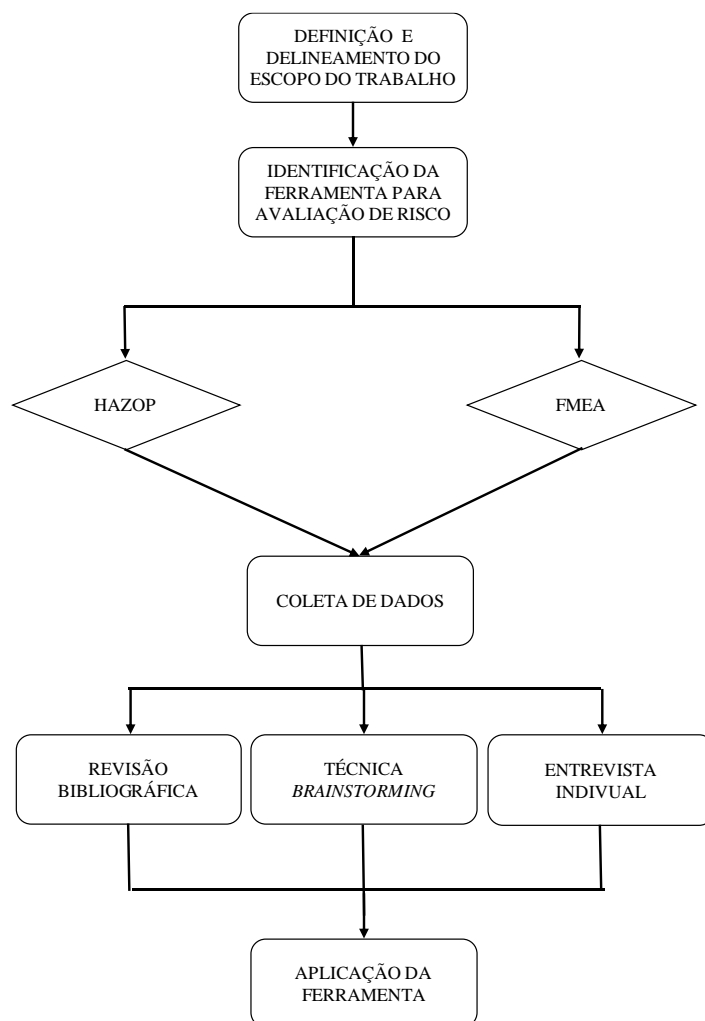 DEFINIÇÃO E
DELINEAMENTO DO
ESCOPO DO TRABALHO
IDENTIFICAÇÃO DA
FERRAMENTA PARA
AVALIAÇÃO DE RISCO
HAZOP
FMEA
COLETA DE DADOS
REVISÃO
BIBLIOGRÁFICA
TÉCNICA
BRAINSTORMING
ENTREVISTA
INDIVUAL
APLICAÇÃO DA
FERRAMENTA